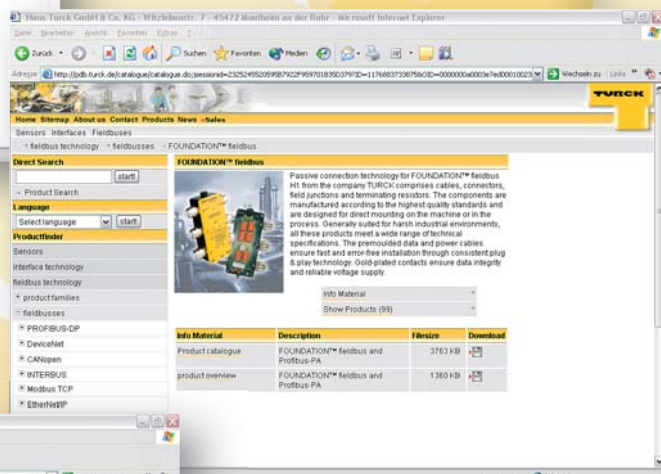 Hans Turck GmbH & Co. KG - Witzlebenstr. 7 - 45472 Muelheim an der Ruhr - Microsoft Internet Explorer
Datei Bearbeiten Ansicht Favoriten Extras ?
Zurück Suchen Favoriten Medien
Adresse Wechseln zu Links
TURCK
Home Sitemap About us Contact Products News Sales
Sensors Interfaces Fieldbuses
fieldbus technology fieldbusses FOUNDATION™ fieldbus
Direct Search
start!
Product Search
Language
Select language start!
Productfinder
Sensors
interface technology
fieldbus technology
product families
fieldbusses
PROFIBUS-DP
DeviceNet
CANopen
INTERBUS
Modbus TCP
EtherNet/IP
FOUNDATION™ fieldbus
Passive connection technology for FOUNDATION™ fieldbus
H1 from the company TURCK comprises cables, connectors,
field junctions and terminating resistors. The components are
manufactured according to the highest quality standards and
are designed for direct mounting on the machine or in the
process. Generally suited for harsh industrial environments,
all these products meet a wide range of technical
specifications. The premoulded data and power cables
ensure fast and error-free installation through consistent plug
& play technology. Gold-plated contacts ensure data integrity
and reliable voltage supply.
Info Material
Show Products (99)
Info Material Description Filesize Download
Product catalogue FOUNDATION™ fieldbus and 3763 KB
Profibus-PA
product overview FOUNDATION™ fieldbus and 1360 KB
Profibus-PA